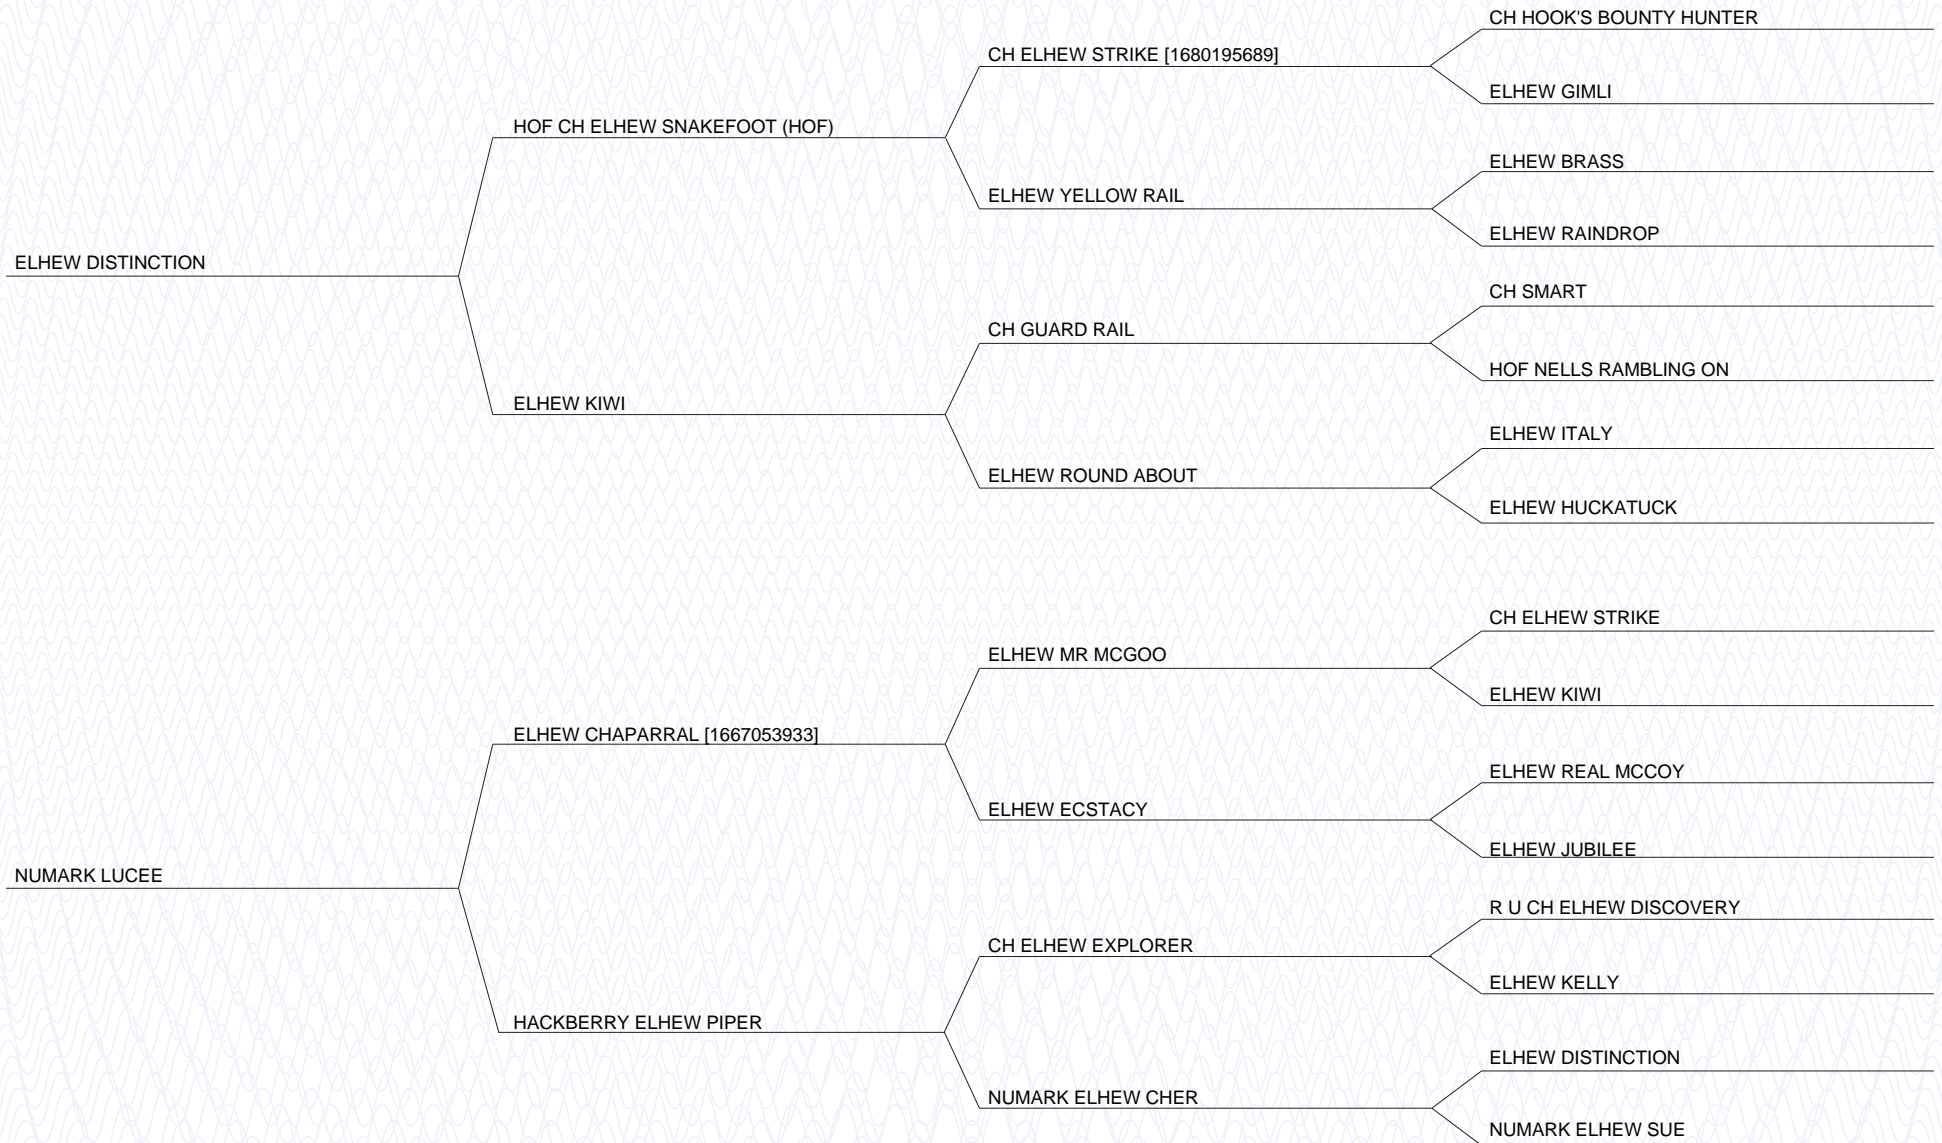 CH HOOK'S BOUNTY HUNTER
CH ELHEW STRIKE [1680195689]
ELHEW GIMLI
HOF CH ELHEW SNAKEFOOT (HOF)
ELHEW BRASS
ELHEW YELLOW RAIL
ELHEW RAINDROP
ELHEW DISTINCTION
CH SMART
CH GUARD RAIL
HOF NELLS RAMBLING ON
ELHEW KIWI
ELHEW ITALY
ELHEW ROUND ABOUT
ELHEW HUCKATUCK
CH ELHEW STRIKE
ELHEW MR MCGOO
ELHEW KIWI
ELHEW CHAPARRAL [1667053933]
ELHEW REAL MCCOY
ELHEW ECSTACY
ELHEW JUBILEE
NUMARK LUCEE
R U CH ELHEW DISCOVERY
CH ELHEW EXPLORER
ELHEW KELLY
HACKBERRY ELHEW PIPER
ELHEW DISTINCTION
NUMARK ELHEW CHER
NUMARK ELHEW SUE